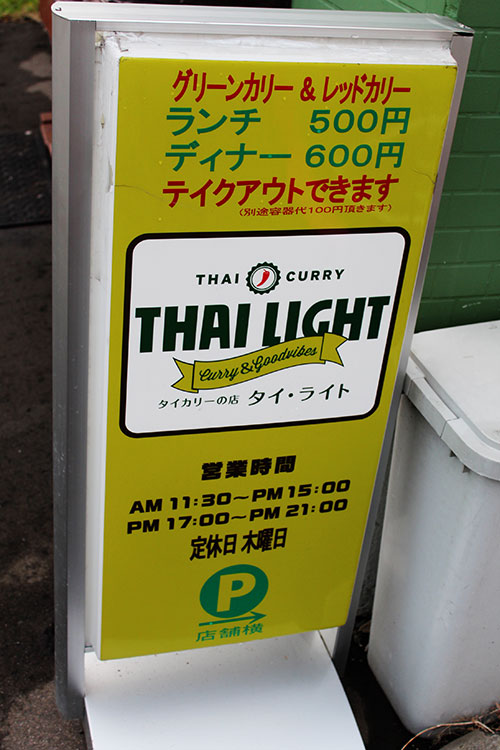 グリーンカリー & レッドカリー
ランチ 500円
ディナー 600円
テイクアウトできます
(別途容器代100円頂きます)
THAI CURRY
THAI LIGHT
Curry & Goodvibes
タイカリーの店 タイ・ライト
営業時間
AM 11:30～PM 15:00
PM 17:00～PM 21:00
定休日 木曜日
P
店舗横